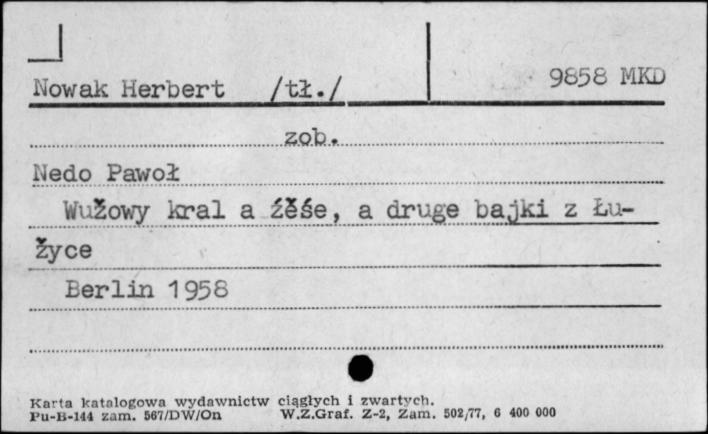 Nowak Herbert /tł./ 9858 MKD
zob.
Nedo Pawoł
Wužowy kral a źěśe, a druge bajki z Łu-
žyce
Berlin 1958
Karta katalogowa wydawnictw ciągłych i zwartych.
Pu-B-144 zam. 567/DW/On W.Z.Graf. Z-2, Zam. 502/77, 6 400 000